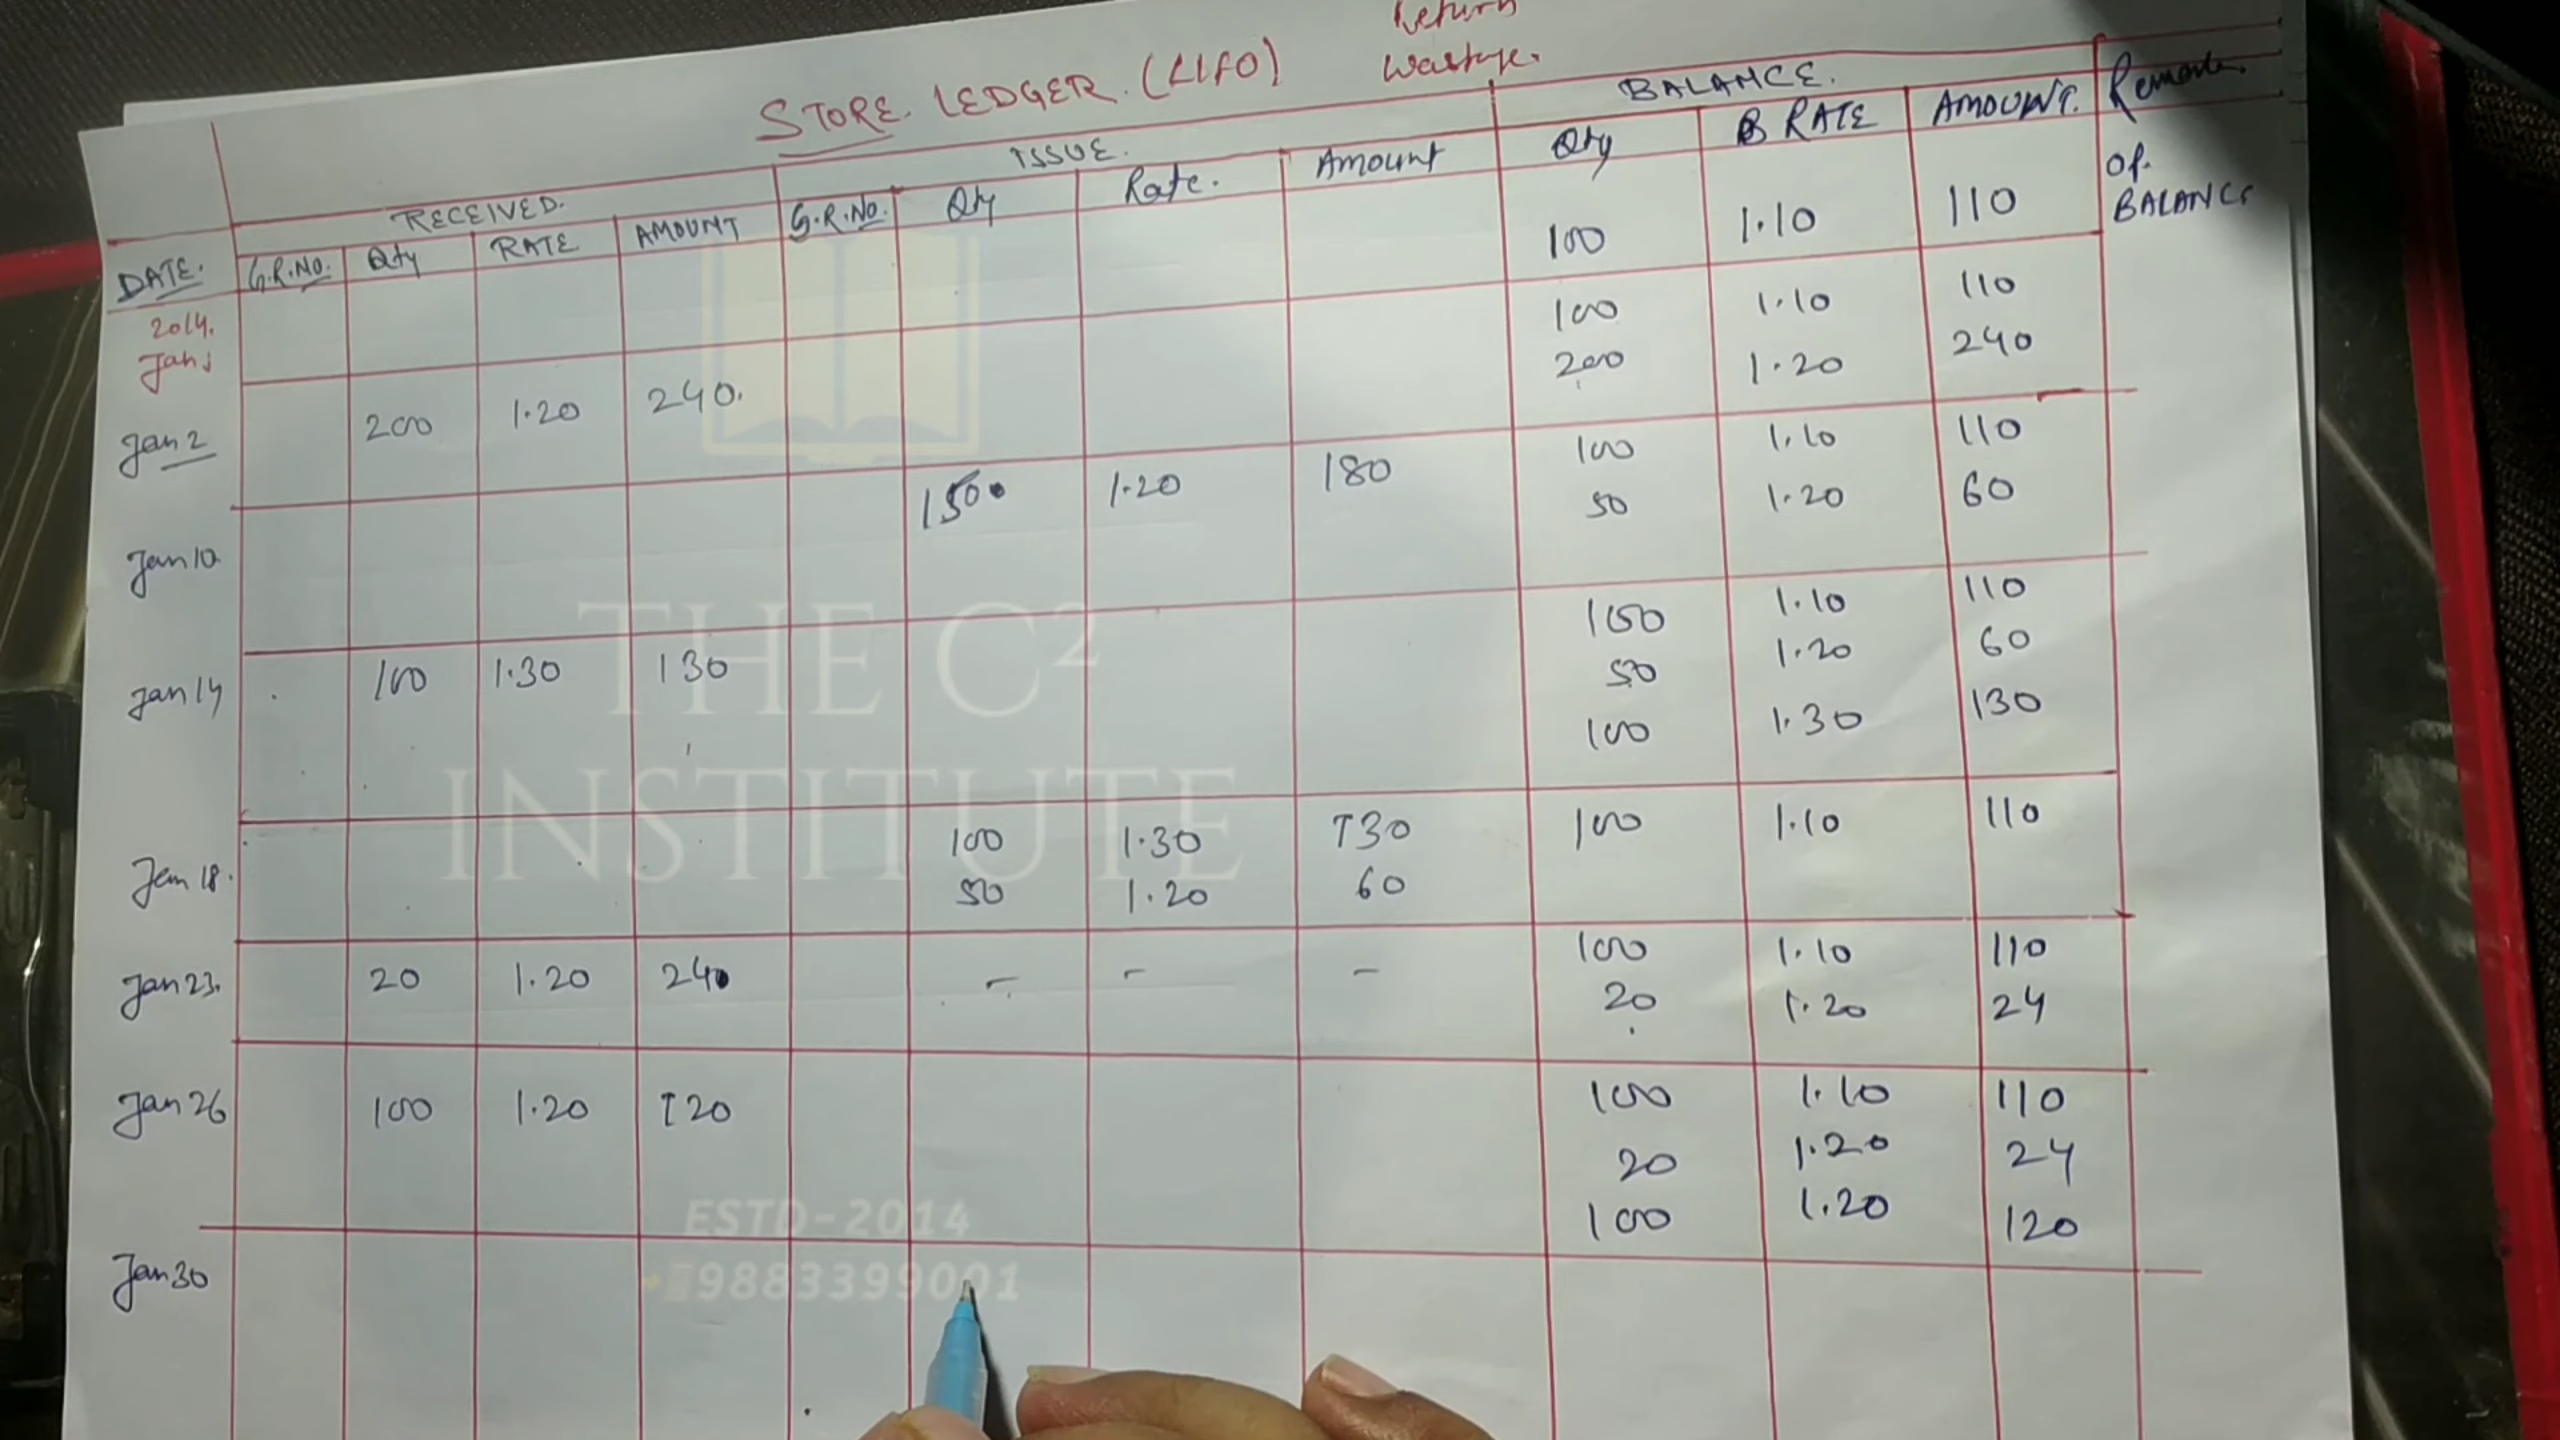 Return
Wastage.
STORE LEDGER. (LIFO)
RECEIVED. ISSUE. BALANCE. Remarks
DATE. G.R.NO. Qty RATE AMOUNT G.R.NO. Qty Rate. Amount Qty RATE AMOUNT. Of.
BALANCE
2014.
Jan 1 100 1.10 110
100 1.10 110
Jan 2 200 1.20 240. 200 1.20 240
100 1.10 110
Jan 10 150 1.20 180 50 1.20 60
100 1.10 110
Jan 14 100 1.30 130 50 1.20 60
100 1.30 130
Jan 18. 100 1.30 130 100 1.10 110
50 1.20 60
100 1.10 110
Jan 23. 20 1.20 24 - - - 20 1.20 24
100 1.10 110
Jan 26 100 1.20 120 20 1.20 24
100 1.20 120
Jan 30
THE C²
INSTITUTE
ESTD-2014
9883399001